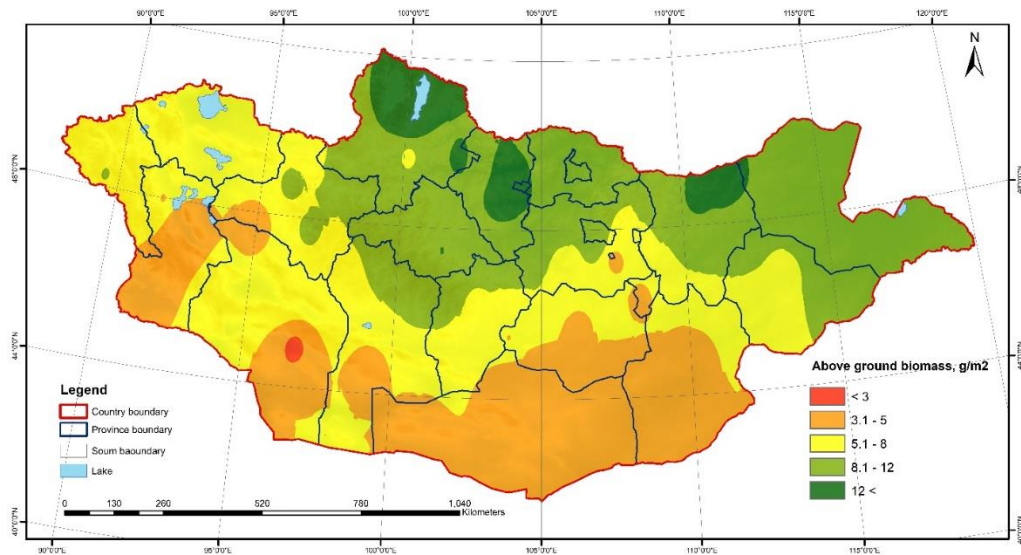 90°0'0"E 95°0'0"E 100°0'0"E 105°0'0"E 110°0'0"E 115°0'0"E 120°0'0"E
N
48°0'0"N
44°0'0"N
44°0'0"N
Legend
Country boundary
Province boundary
Soum baoundary
Lake
Above ground biomass, g/m2
< 3
3.1 - 5
5.1 - 8
8.1 - 12
12 <
0 130 260 520 780 1,040
Kilometers
40°0'0"N
90°0'0"E 95°0'0"E 100°0'0"E 105°0'0"E 110°0'0"E 115°0'0"E